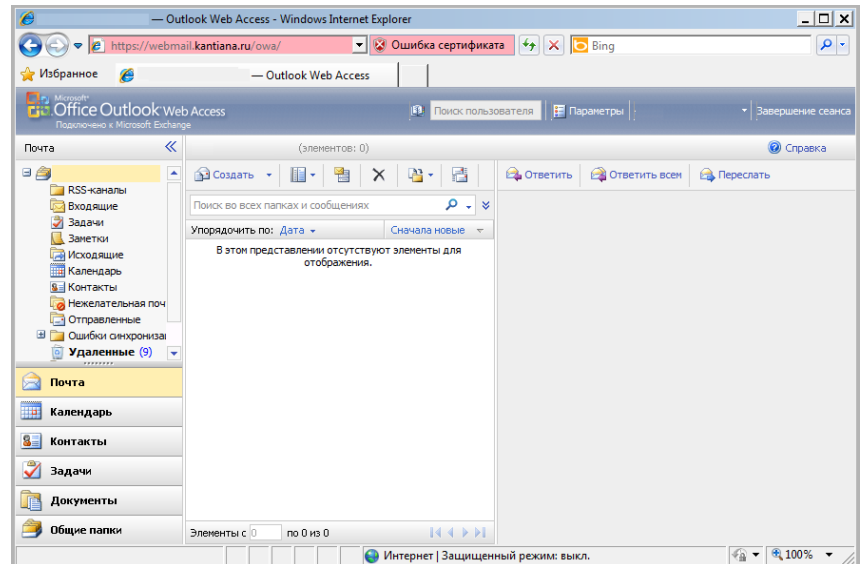 — Outlook Web Access - Windows Internet Explorer
https://webmail.kantiana.ru/owa/ Ошибка сертификата Bing
Избранное — Outlook Web Access
Microsoft®
Office Outlook® Web Access Поиск пользователя Параметры Завершение сеанса
Подключено к Microsoft Exchange
Почта (элементов: 0) Справка
Создать Ответить Ответить всем Переслать
RSS-каналы
Входящие
Задачи
Заметки
Исходящие
Календарь
Контакты
Нежелательная поч
Отправленные
Ошибки синхрониза
Удаленные (9)
Поиск во всех папках и сообщениях
Упорядочить по: Дата Сначала новые
В этом представлении отсутствуют элементы для
отображения.
Почта
Календарь
Контакты
Задачи
Документы
Общие папки
Элементы с 0 по 0 из 0
Интернет | Защищенный режим: выкл. 100%